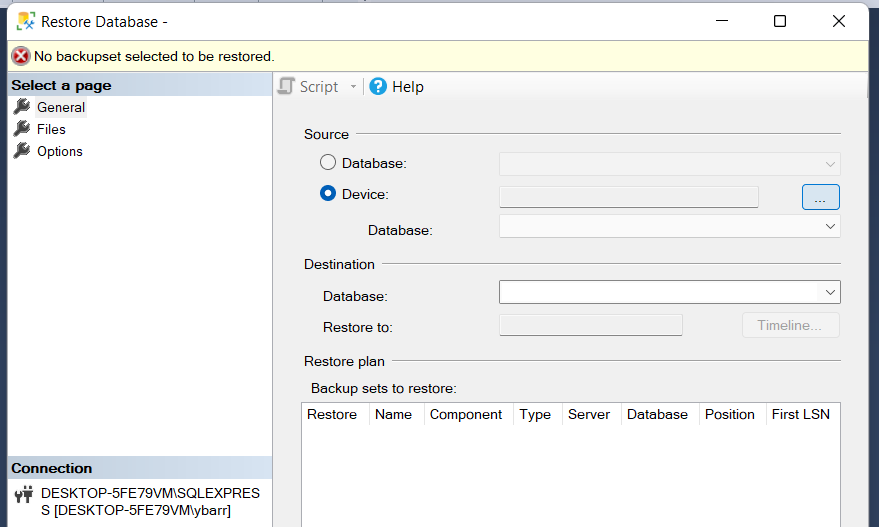 Restore Database -
No backupset selected to be restored.
Select a page
General
Files
Options
Script
Help
Source
Database:
Device:
...
Database:
Destination
Database:
Restore to:
Timeline...
Restore plan
Backup sets to restore:
Restore Name Component Type Server Database Position First LSN
Connection
DESKTOP-5FE79VM\SQLEXPRES
S [DESKTOP-5FE79VM\ybarr]